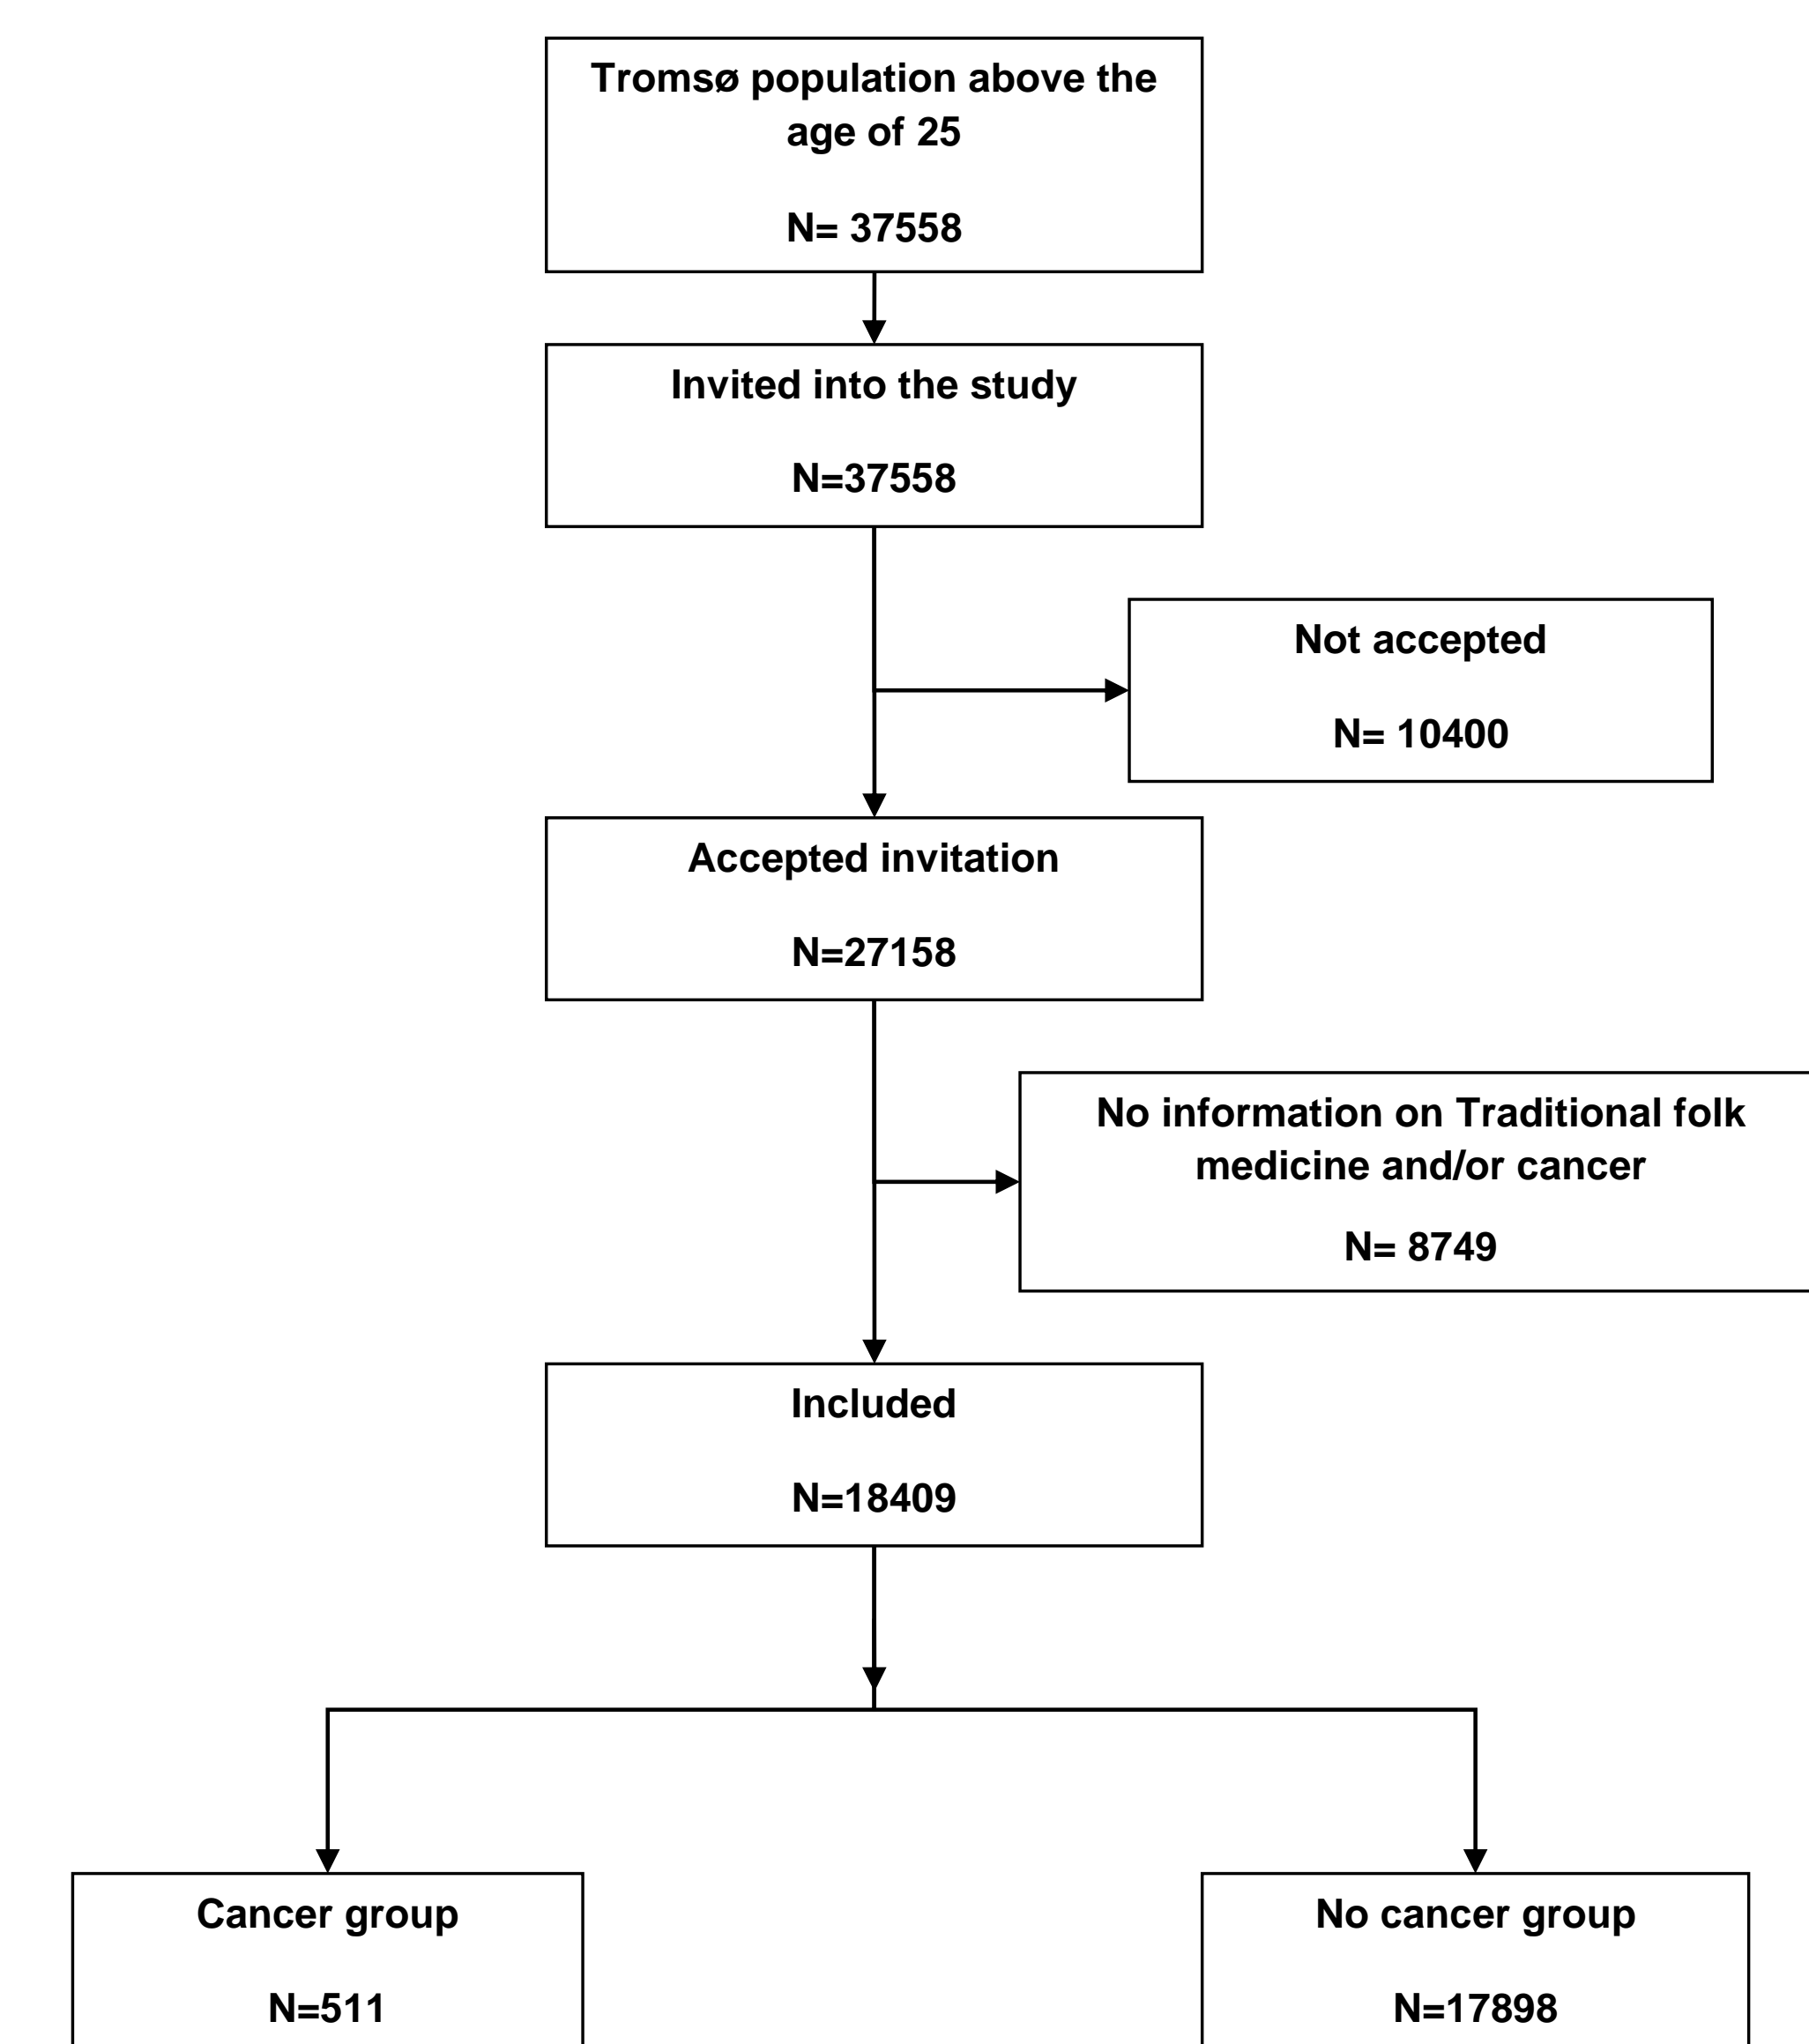 Tromsø population above the
age of 25
N= 37558
Invited into the study
N=37558
Not accepted
N= 10400
Accepted invitation
N=27158
No information on Traditional folk
medicine and/or cancer
N= 8749
Included
N=18409
Cancer group
N=511
No cancer group
N=17898